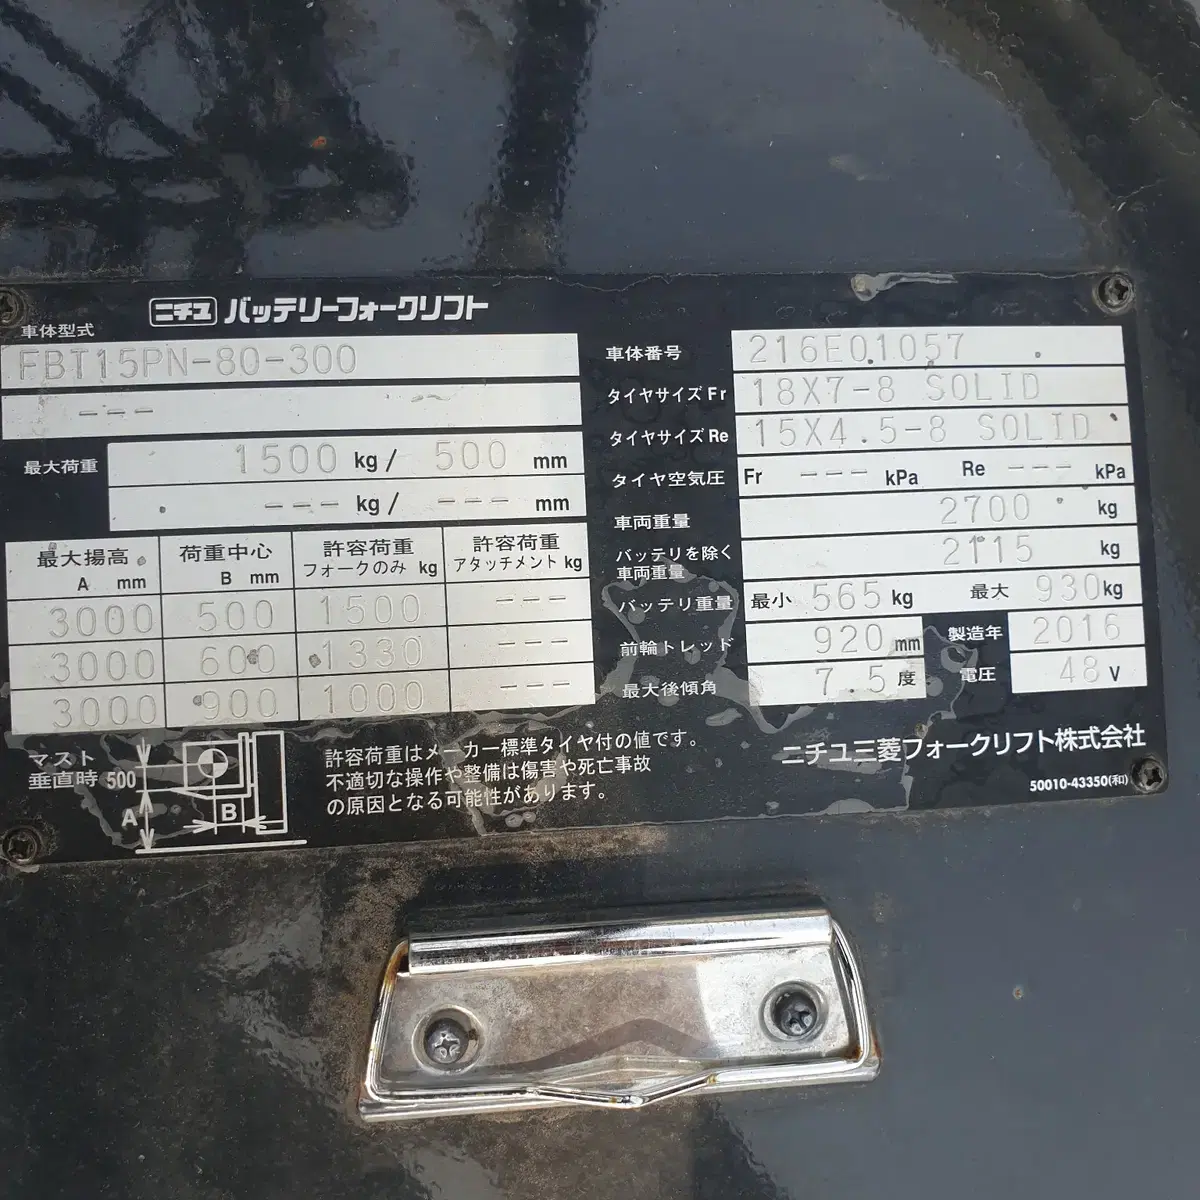 ニチユ バッテリーフォークリフト
車体型式
FBT15PN-80-300
---
最大荷重 1500 kg/ 500 mm
--- kg/ --- mm
最大揚高 A mm 荷重中心 B mm 許容荷重 フォークのみ kg 許容荷重 アタッチメント kg
3000 500 1500 ---
3000 600 1330 ---
3000 900 1000 ---
マスト垂直時 500 A B
許容荷重はメーカー標準タイヤ付の値です。
不適切な操作や整備は傷害や死亡事故
の原因となる可能性があります。
車体番号 216E01057
タイヤサイズ Fr 18X7-8 SOLID
タイヤサイズ Re 15X4.5-8 SOLID
タイヤ空気圧 Fr --- kPa Re --- kPa
車両重量 2700 kg
バッテリを除く車両重量 2115 kg
バッテリ重量 最小 565 kg 最大 930 kg
前輪トレッド 920 mm 製造年 2016
最大後傾角 7.5 度 電圧 48 V
ニチユ三菱フォークリフト株式会社
50010-43350(和)